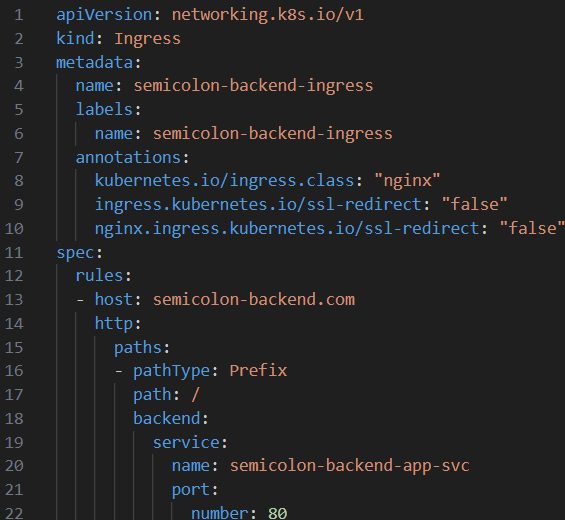 1 apiVersion: networking.k8s.io/v1
2 kind: Ingress
3 metadata:
4   name: semicolon-backend-ingress
5   labels:
6     name: semicolon-backend-ingress
7   annotations:
8     kubernetes.io/ingress.class: "nginx"
9     ingress.kubernetes.io/ssl-redirect: "false"
10     nginx.ingress.kubernetes.io/ssl-redirect: "false"
11 spec:
12   rules:
13   - host: semicolon-backend.com
14     http:
15       paths:
16       - pathType: Prefix
17         path: /
18         backend:
19           service:
20             name: semicolon-backend-app-svc
21             port:
22               number: 80